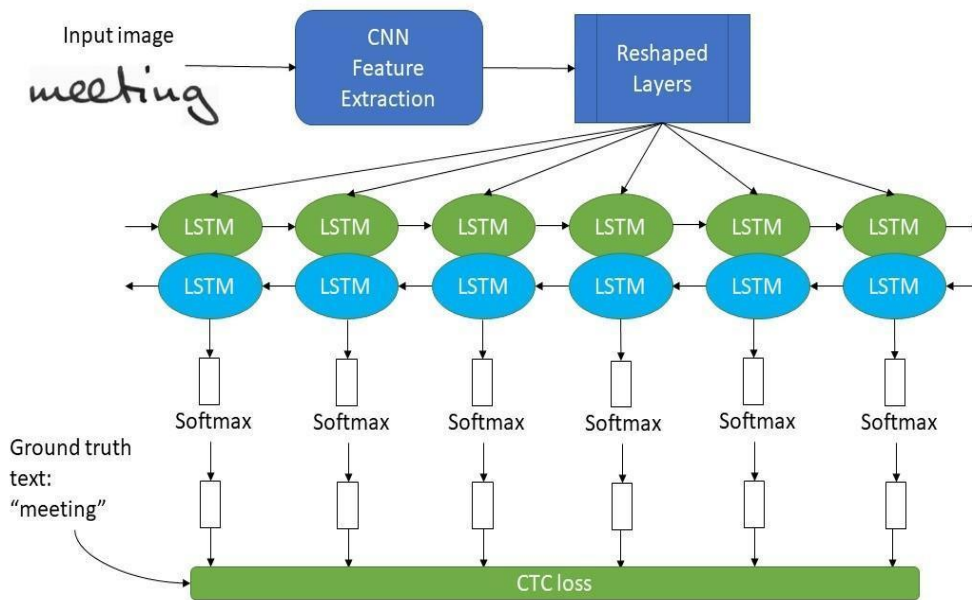 Input image
meeting
CNN
Feature
Extraction
Reshaped
Layers
LSTM LSTM LSTM LSTM LSTM LSTM
LSTM LSTM LSTM LSTM LSTM LSTM
Softmax Softmax Softmax Softmax Softmax Softmax
Ground truth
text:
“meeting”
CTC loss